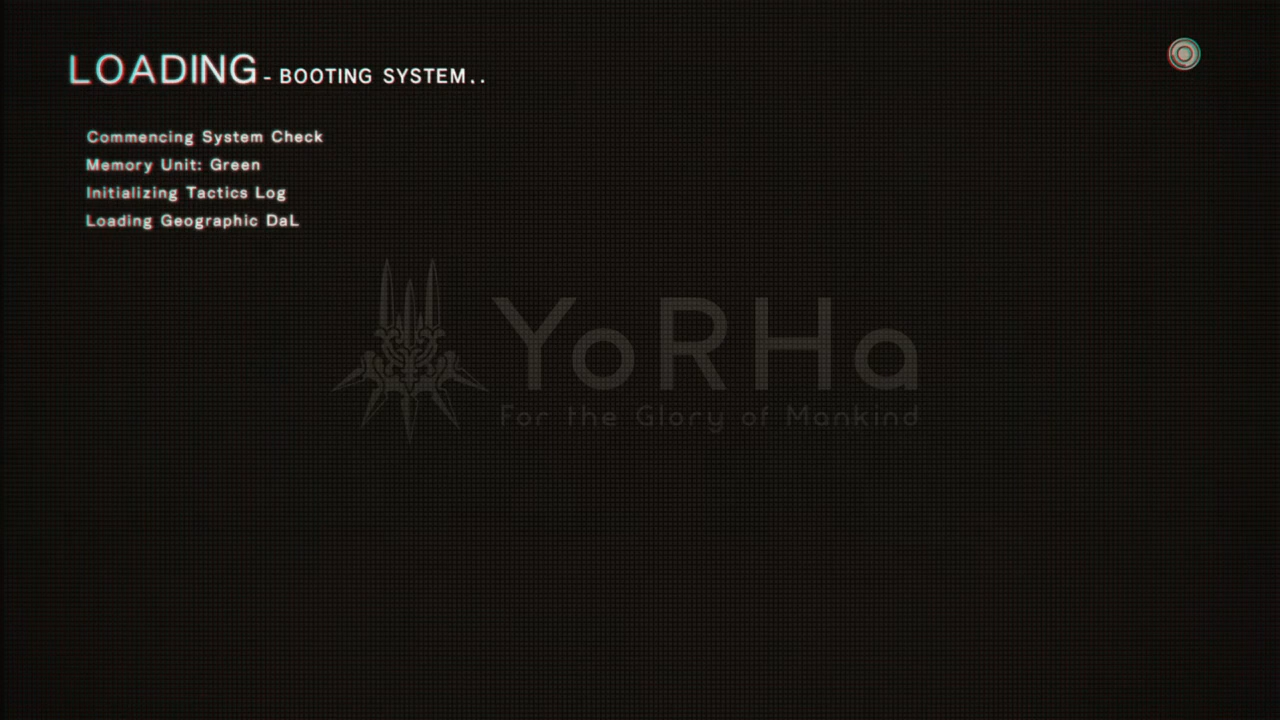 LOADING - BOOTING SYSTEM..
Commencing System Check
Memory Unit: Green
Initializing Tactics Log
Loading Geographic DaL
YoRHa
For the Glory of Mankind